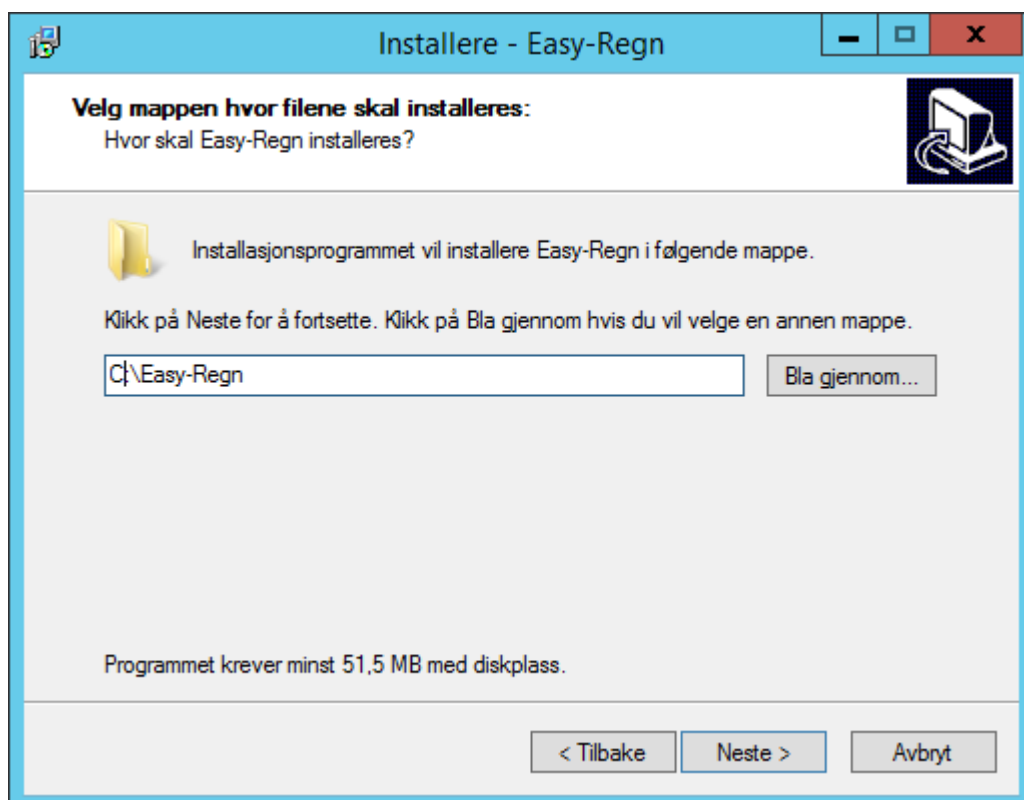 Installere - Easy-Regn
Velg mappen hvor filene skal installeres:
Hvor skal Easy-Regn installeres?
Installasjonsprogrammet vil installere Easy-Regn i følgende mappe.
Klikk på Neste for å fortsette. Klikk på Bla gjennom hvis du vil velge en annen mappe.
C:\Easy-Regn
Bla gjennom...
Programmet krever minst 51,5 MB med diskplass.
< Tilbake
Neste >
Avbryt